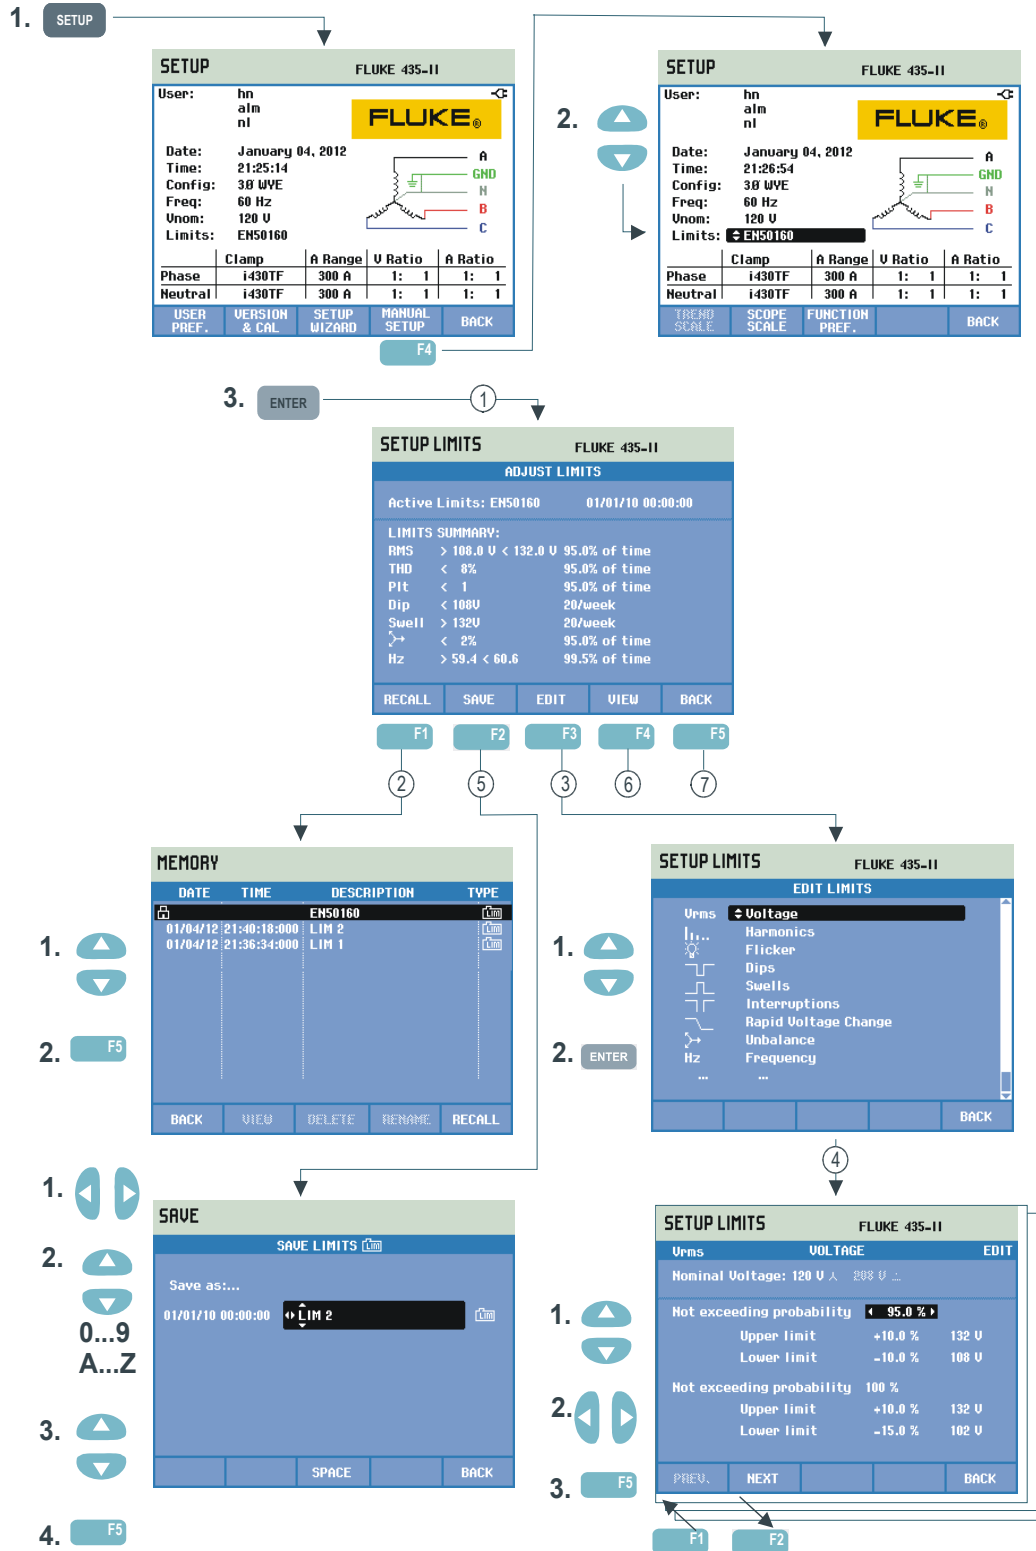 1. SETUP
SETUP FLUKE 435-II
User: hn
alm
nl
FLUKE®
Date: January 04, 2012
Time: 21:25:14
Config: 3Ø WYE
Freq: 60 Hz
Vnom: 120 V
Limits: EN50160
A
GND
N
B
C
Clamp A Range V Ratio A Ratio
Phase i430TF 300 A 1: 1 1: 1
Neutral i430TF 300 A 1: 1 1: 1
USER PREF. VERSION & CAL SETUP WIZARD MANUAL SETUP BACK
F4
2.
SETUP FLUKE 435-II
User: hn
alm
nl
FLUKE®
Date: January 04, 2012
Time: 21:26:54
Config: 3Ø WYE
Freq: 60 Hz
Vnom: 120 V
Limits: EN50160
A
GND
N
B
C
Clamp A Range V Ratio A Ratio
Phase i430TF 300 A 1: 1 1: 1
Neutral i430TF 300 A 1: 1 1: 1
TREND SCALE SCOPE SCALE FUNCTION PREF. BACK
3. ENTER 1
SETUP LIMITS FLUKE 435-II
ADJUST LIMITS
Active Limits: EN50160 01/01/10 00:00:00
LIMITS SUMMARY:
RMS > 108.0 V < 132.0 V 95.0% of time
THD < 8% 95.0% of time
Plt < 1 95.0% of time
Dip < 108V 20/week
Swell > 132V 20/week
< 2% 95.0% of time
Hz > 59.4 < 60.6 99.5% of time
RECALL SAVE EDIT VIEW BACK
F1 F2 F3 F4 F5
2 5 3 6 7
MEMORY
DATE TIME DESCRIPTION TYPE
EN50160 Lim
01/04/12 21:40:18:000 LIM 2 Lim
01/04/12 21:36:34:000 LIM 1 Lim
1.
2. F5
BACK VIEW DELETE RENAME RECALL
SETUP LIMITS FLUKE 435-II
EDIT LIMITS
Vrms Voltage
Harmonics
Flicker
Dips
Swells
Interruptions
Rapid Voltage Change
Unbalance
Hz Frequency
... ...
BACK
1.
2. ENTER
4
1.
2.
0...9
A...Z
3.
4. F5
SAVE
SAVE LIMITS Lim
Save as:...
01/01/10 00:00:00 LIM 2 Lim
SPACE BACK
SETUP LIMITS FLUKE 435-II
Vrms VOLTAGE EDIT
Nominal Voltage: 120 V 208 V
Not exceeding probability 95.0 %
Upper limit +10.0 % 132 V
Lower limit -10.0 % 108 V
Not exceeding probability 100 %
Upper limit +10.0 % 132 V
Lower limit -15.0 % 102 V
PREV. NEXT BACK
1.
2.
3. F5
F1 F2